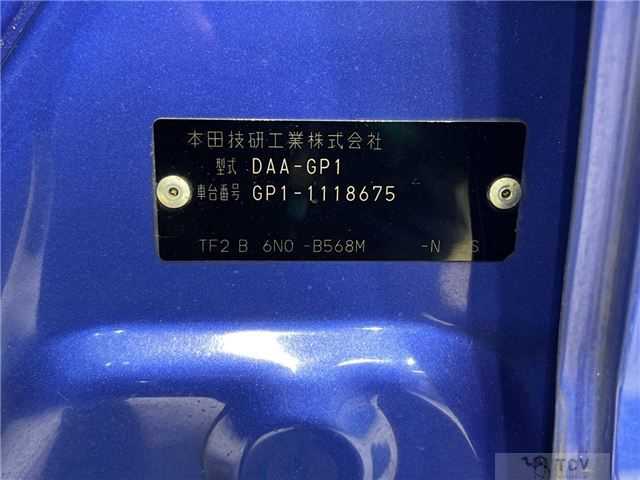 本田技研工業株式会社
型式 DAA-GP1
車台番号 GP1-1118675
TF2 B 6N0 -B568M -N -S
TCV